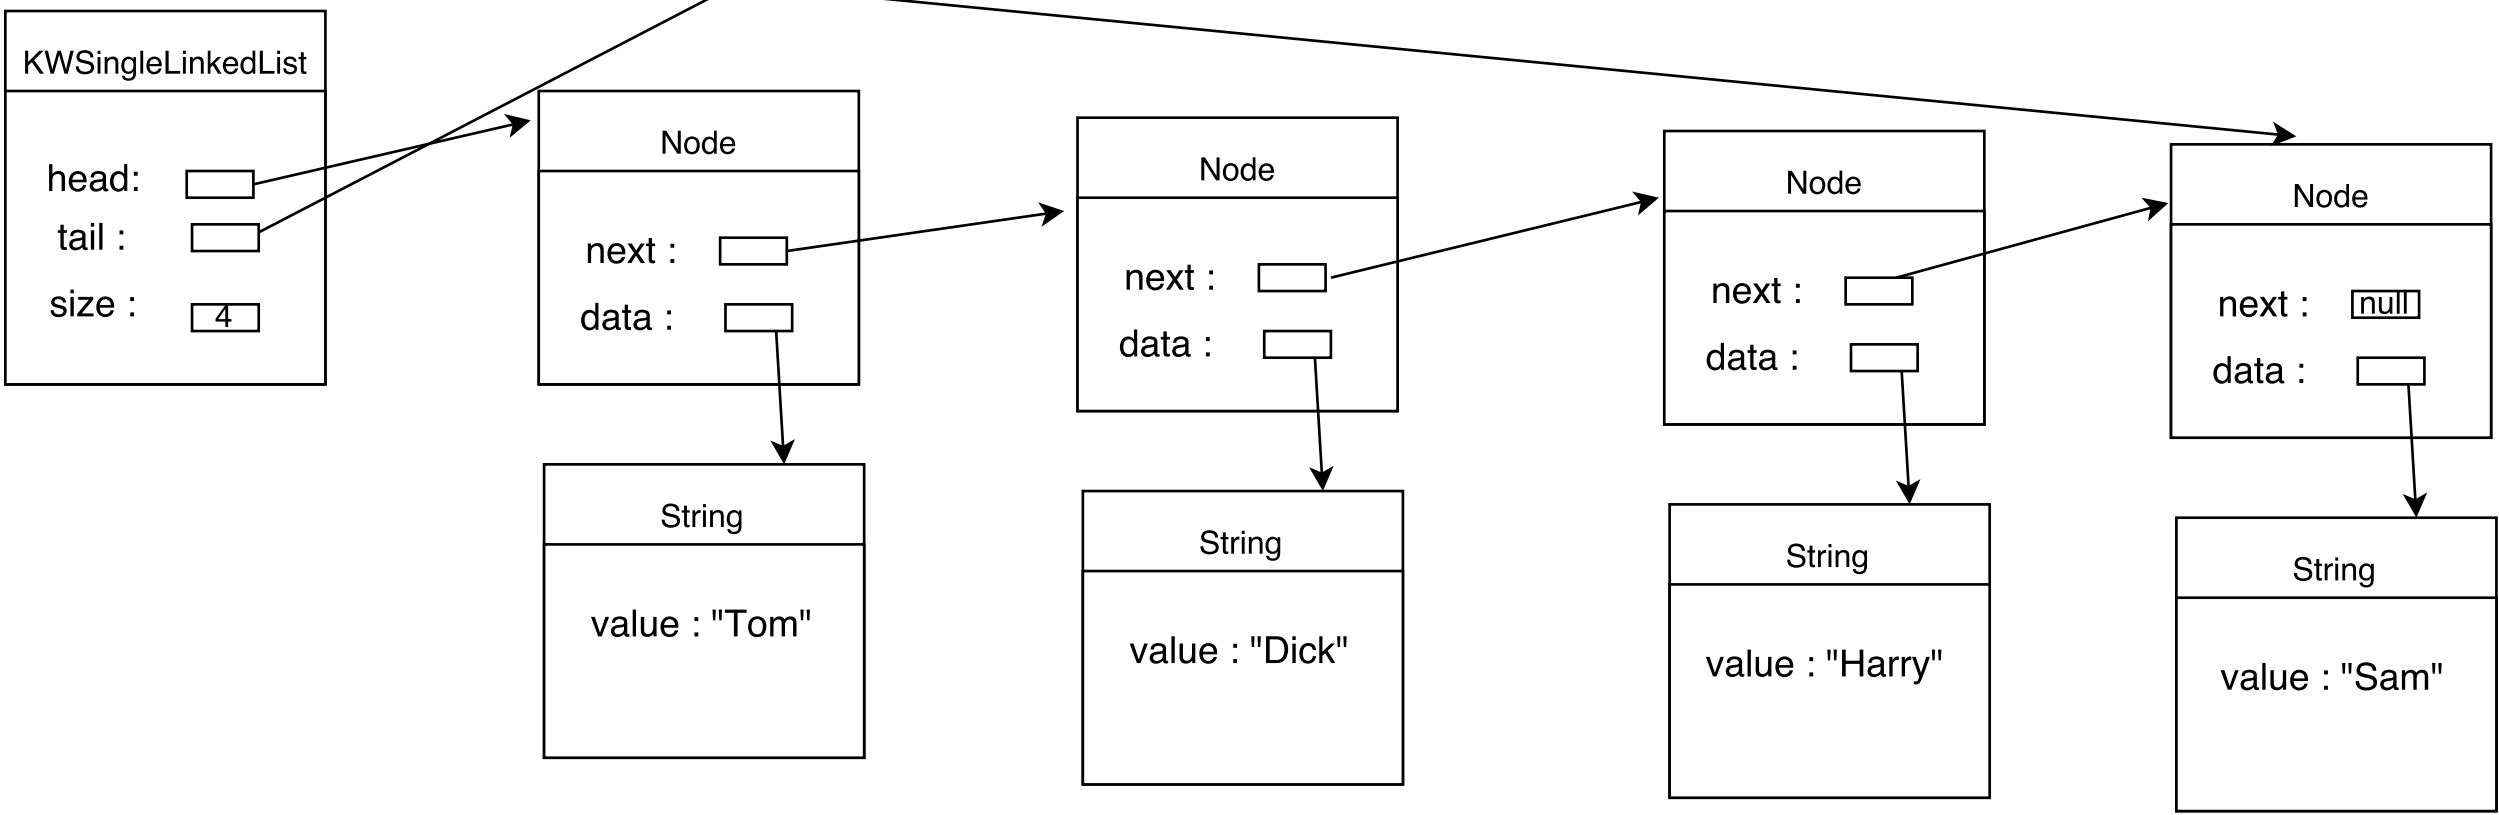 KWSingleLinkedList
head:
tail :
size :
4
Node
next :
data :
String
value : "Tom"
Node
next :
data :
String
value : "Dick"
Node
next :
data :
String
value : "Harry"
Node
next :
null
data :
String
value : "Sam"